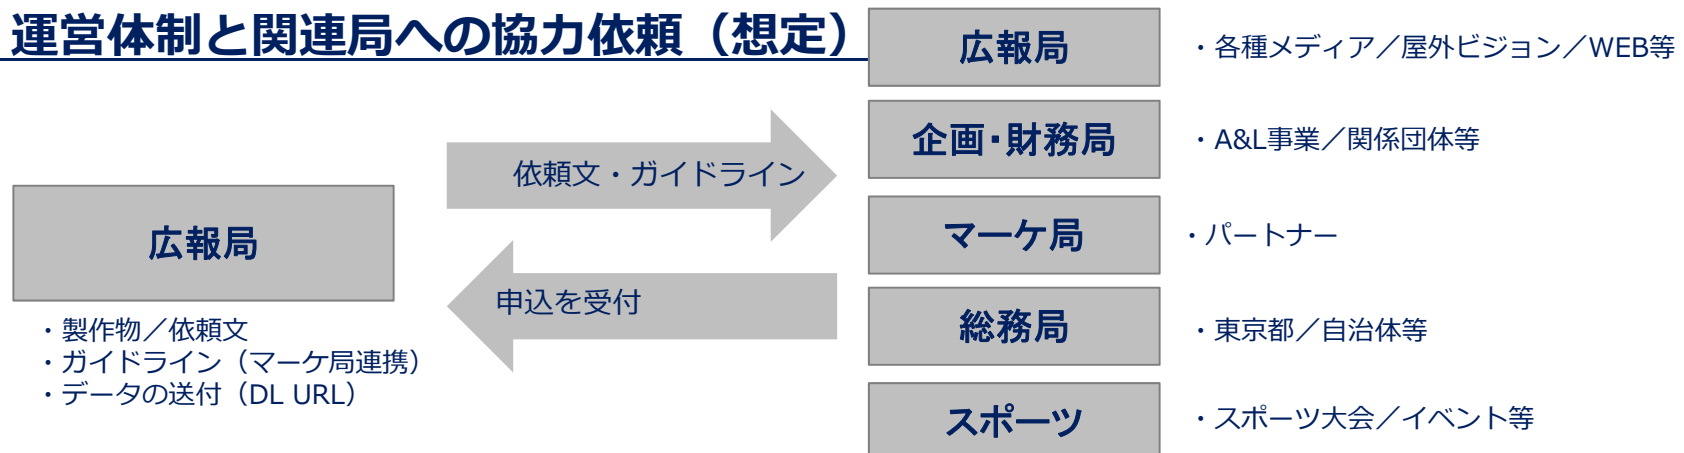 運営体制と関連局への協力依頼（想定）
広報局
・製作物／依頼文
・ガイドライン（マーケ局連携）
・データの送付（DL URL）
依頼文・ガイドライン
申込を受付
広報局
・各種メディア／屋外ビジョン／WEB等
企画・財務局
・A&L事業／関係団体等
マーケ局
・パートナー
総務局
・東京都／自治体等
スポーツ
・スポーツ大会／イベント等